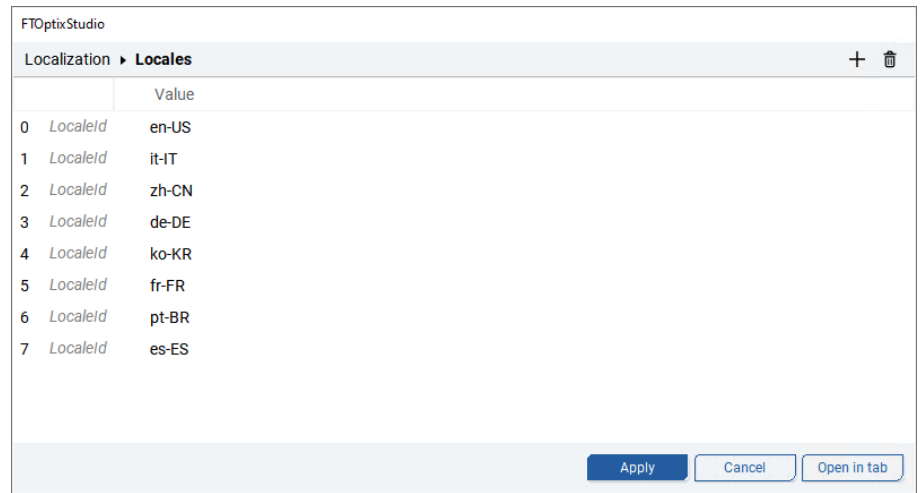 FTOptixStudio
Localization ▸ Locales
Value
0 LocaleId en-US
1 LocaleId it-IT
2 LocaleId zh-CN
3 LocaleId de-DE
4 LocaleId ko-KR
5 LocaleId fr-FR
6 LocaleId pt-BR
7 LocaleId es-ES
Apply Cancel Open in tab